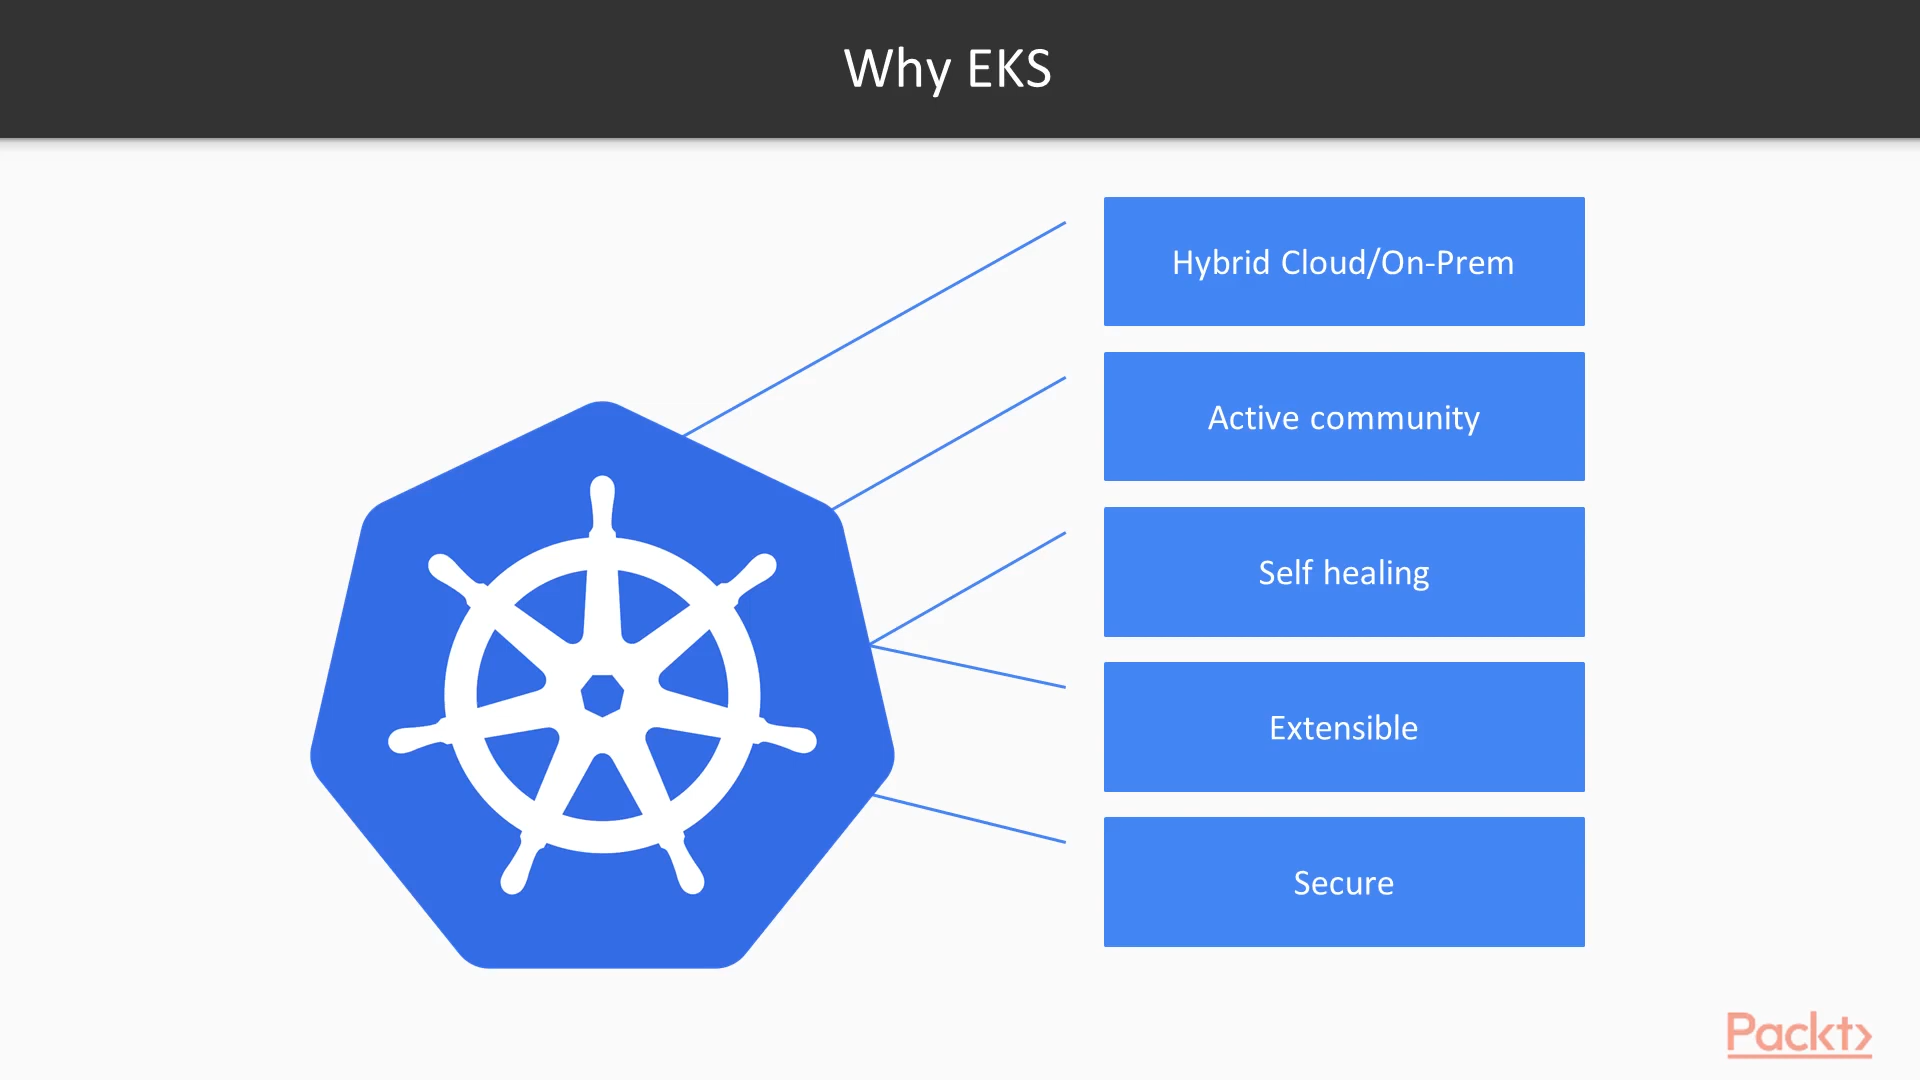 Why EKS
Hybrid Cloud/On-Prem
Active community
Self healing
Extensible
Secure
Packt>